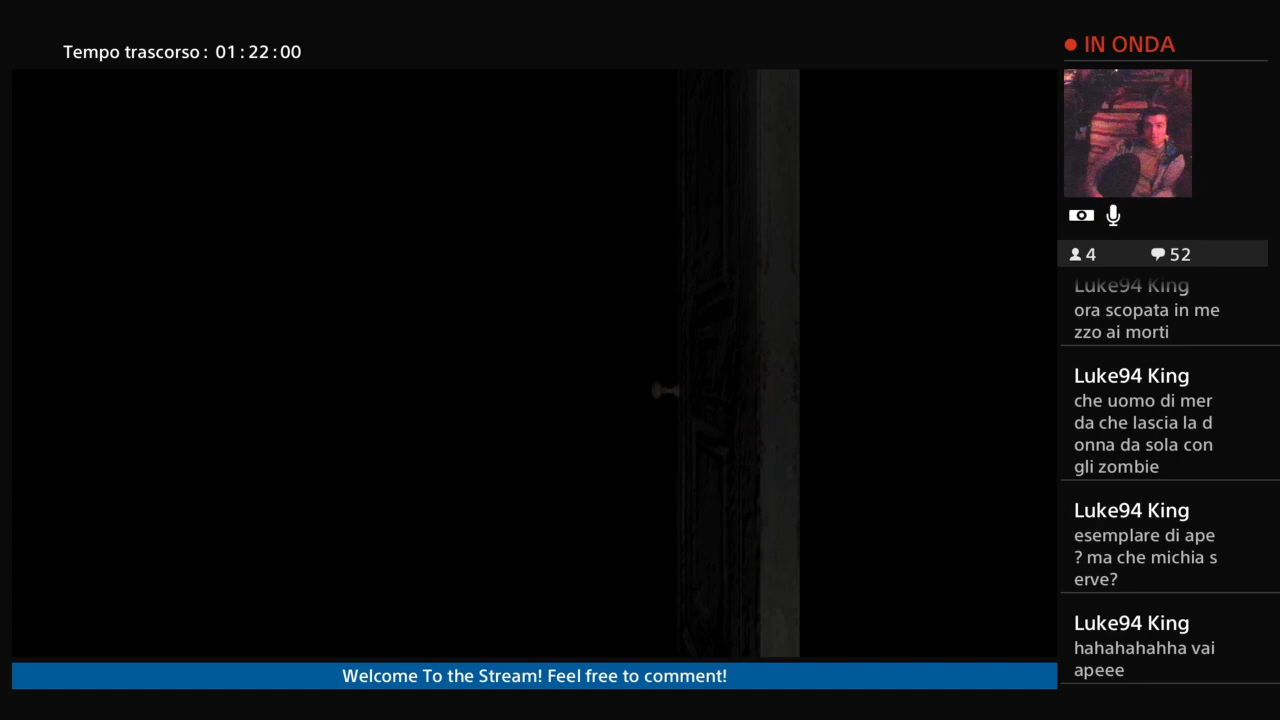 Tempo trascorso : 01 : 22 : 00
IN ONDA
4
52
Luke94 King
ora scopata in me
zzo ai morti
Luke94 King
che uomo di mer
da che lascia la d
onna da sola con
gli zombie
Luke94 King
esemplare di ape
? ma che michia s
erve?
Luke94 King
hahahahahha vai
apeee
Welcome To the Stream! Feel free to comment!